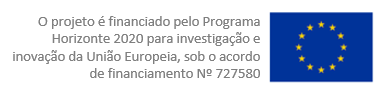 O projeto é financiado pelo Programa
Horizonte 2020 para investigação e
inovação da União Europeia, sob o acordo
de financiamento Nº 727580